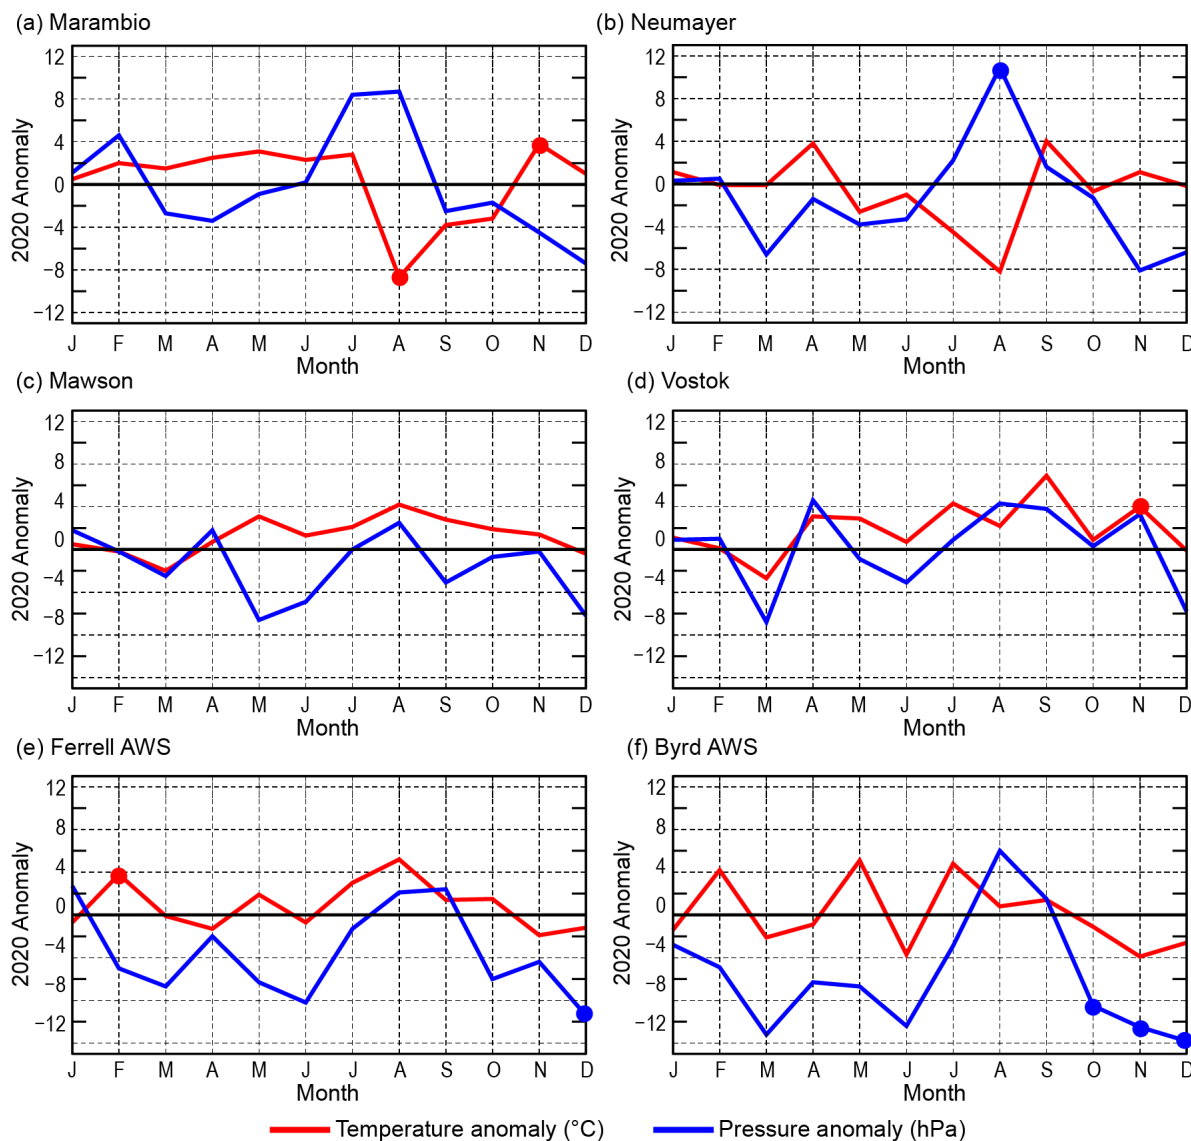 (a) Marambio
12
8
4
0
−4
−8
−12
2020 Anomaly
J F M A M J J A S O N D
Month
(b) Neumayer
12
8
4
0
−4
−8
−12
2020 Anomaly
J F M A M J J A S O N D
Month
(c) Mawson
12
8
4
0
−4
−8
−12
2020 Anomaly
J F M A M J J A S O N D
Month
(d) Vostok
12
8
4
0
−4
−8
−12
2020 Anomaly
J F M A M J J A S O N D
Month
(e) Ferrell AWS
12
8
4
0
−4
−8
−12
2020 Anomaly
J F M A M J J A S O N D
Month
(f) Byrd AWS
12
8
4
0
−4
−8
−12
2020 Anomaly
J F M A M J J A S O N D
Month
Temperature anomaly (°C) Pressure anomaly (hPa)